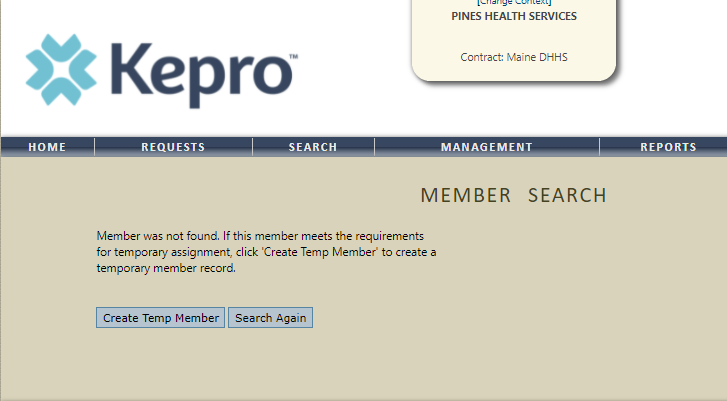 [Change Context]
PINES HEALTH SERVICES
Contract: Maine DHHS
Kepro™
HOME REQUESTS SEARCH MANAGEMENT REPORTS
MEMBER SEARCH
Member was not found. If this member meets the requirements
for temporary assignment, click 'Create Temp Member' to create a
temporary member record.
Create Temp Member Search Again